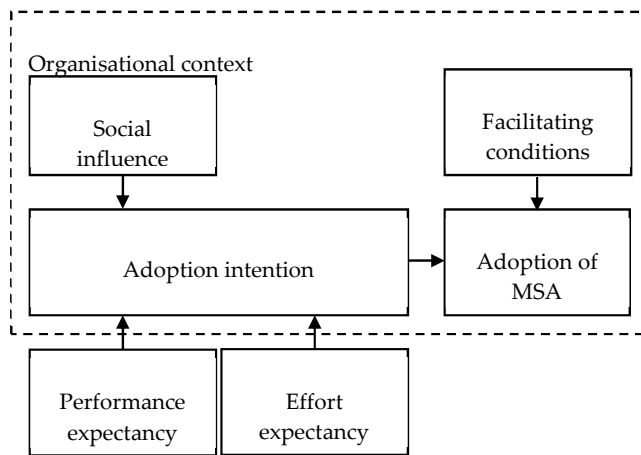 Organisational context
Social
influence
Facilitating
conditions
Adoption intention
Adoption of
MSA
Performance
expectancy
Effort
expectancy